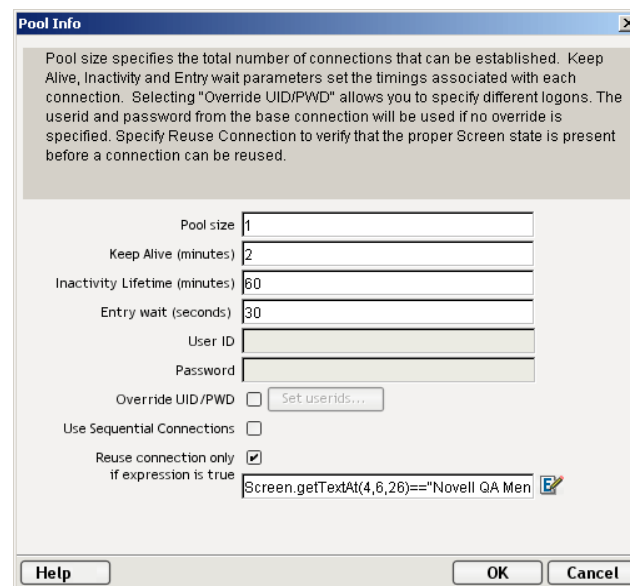 Pool Info
Pool size specifies the total number of connections that can be established. Keep
Alive, Inactivity and Entry wait parameters set the timings associated with each
connection. Selecting "Override UID/PWD" allows you to specify different logons. The
userid and password from the base connection will be used if no override is
specified. Specify Reuse Connection to verify that the proper Screen state is present
before a connection can be reused.
Pool size 1
Keep Alive (minutes) 2
Inactivity Lifetime (minutes) 60
Entry wait (seconds) 30
User ID
Password
Override UID/PWD Set userids...
Use Sequential Connections
Reuse connection only
if expression is true
Screen.getTextAt(4,6,26)=="Novell QA Men
Help OK Cancel